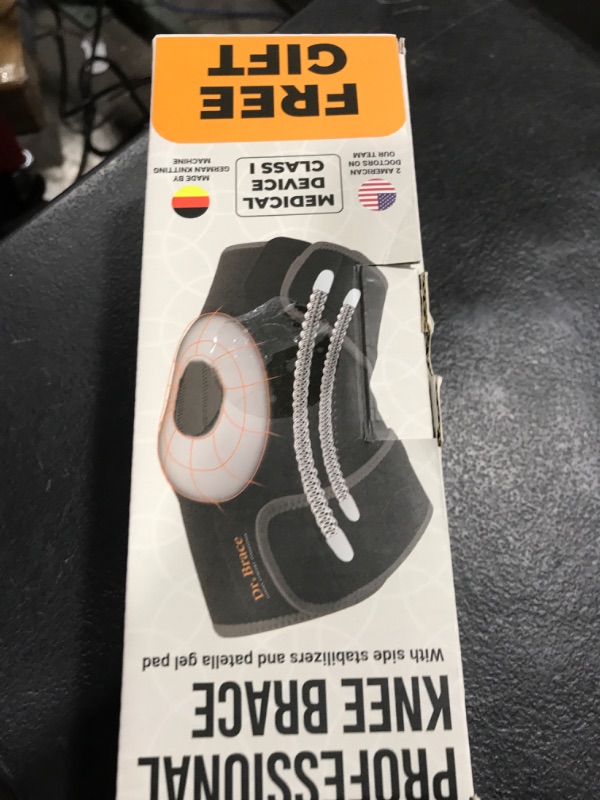 PROFESSIONAL
KNEE BRACE
With side stabilizers and patella gel pad
Dr. Brace
2 AMERICAN
DOCTORS ON
OUR TEAM
MEDICAL
DEVICE
CLASS I
MADE BY
GERMAN KNITTING
MACHINE
FREE
GIFT